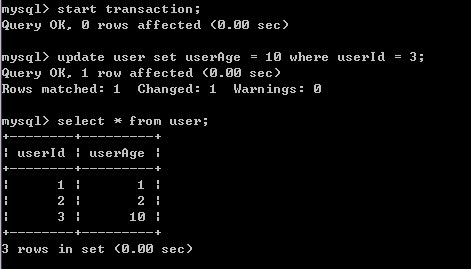 mysql> start transaction;
Query OK, 0 rows affected (0.00 sec)
mysql> update user set userAge = 10 where userId = 3;
Query OK, 1 row affected (0.00 sec)
Rows matched: 1  Changed: 1  Warnings: 0
mysql> select * from user;
+--------+---------+
| userId | userAge |
+--------+---------+
|      1 |       1 |
|      2 |       2 |
|      3 |      10 |
+--------+---------+
3 rows in set (0.00 sec)